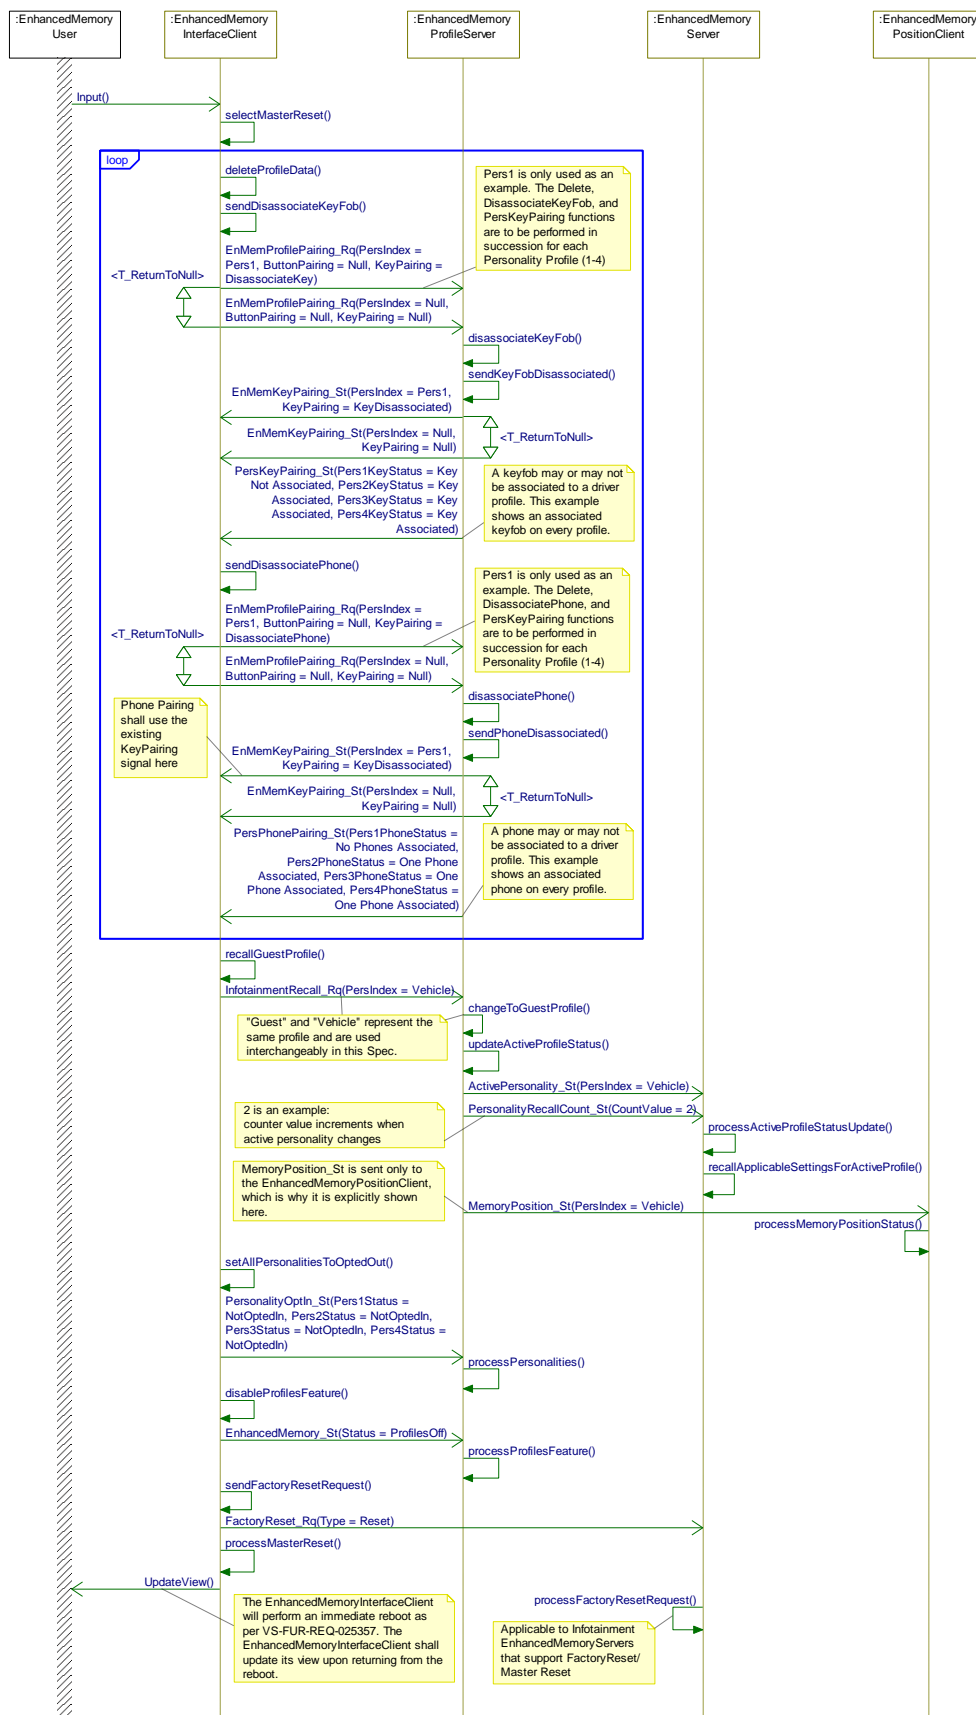 :EnhancedMemory
User
:EnhancedMemory
InterfaceClient
:EnhancedMemory
ProfileServer
:EnhancedMemory
Server
:EnhancedMemory
PositionClient
Input()
selectMasterReset()
loop
deleteProfileData()
Pers1 is only used as an
example. The Delete,
DisassociateKeyFob, and
PersKeyPairing functions
are to be performed in
succession for each
Personality Profile (1-4)
sendDisassociateKeyFob()
EnMemProfilePairing_Rq(PersIndex =
Pers1, ButtonPairing = Null, KeyPairing =
DisassociateKey)
<T_ReturnToNull>
EnMemProfilePairing_Rq(PersIndex = Null,
ButtonPairing = Null, KeyPairing = Null)
disassociateKeyFob()
sendKeyFobDisassociated()
EnMemKeyPairing_St(PersIndex = Pers1,
KeyPairing = KeyDisassociated)
EnMemKeyPairing_St(PersIndex = Null,
KeyPairing = Null)
<T_ReturnToNull>
PersKeyPairing_St(Pers1KeyStatus = Key
Not Associated, Pers2KeyStatus = Key
Associated, Pers3KeyStatus = Key
Associated, Pers4KeyStatus = Key
Associated)
A keyfob may or may not
be associated to a driver
profile. This example
shows an associated
keyfob on every profile.
sendDisassociatePhone()
Pers1 is only used as an
example. The Delete,
DisassociatePhone, and
PersKeyPairing functions
are to be performed in
succession for each
Personality Profile (1-4)
EnMemProfilePairing_Rq(PersIndex =
Pers1, ButtonPairing = Null, KeyPairing =
DisassociatePhone)
<T_ReturnToNull>
EnMemProfilePairing_Rq(PersIndex = Null,
ButtonPairing = Null, KeyPairing = Null)
disassociatePhone()
Phone Pairing
shall use the
existing
KeyPairing
signal here
sendPhoneDisassociated()
EnMemKeyPairing_St(PersIndex = Pers1,
KeyPairing = KeyDisassociated)
EnMemKeyPairing_St(PersIndex = Null,
KeyPairing = Null)
<T_ReturnToNull>
PersPhonePairing_St(Pers1PhoneStatus =
No Phones Associated,
Pers2PhoneStatus = One Phone
Associated, Pers3PhoneStatus = One
Phone Associated, Pers4PhoneStatus =
One Phone Associated)
A phone may or may not
be associated to a driver
profile. This example
shows an associated
phone on every profile.
recallGuestProfile()
InfotainmentRecall_Rq(PersIndex = Vehicle)
changeToGuestProfile()
"Guest" and "Vehicle" represent the
same profile and are used
interchangeably in this Spec.
updateActiveProfileStatus()
ActivePersonality_St(PersIndex = Vehicle)
2 is an example:
counter value increments when
active personality changes
PersonalityRecallCount_St(CountValue = 2)
processActiveProfileStatusUpdate()
recallApplicableSettingsForActiveProfile()
MemoryPosition_St is sent only to
the EnhancedMemoryPositionClient,
which is why it is explicitly shown
here.
MemoryPosition_St(PersIndex = Vehicle)
processMemoryPositionStatus()
setAllPersonalitiesToOptedOut()
PersonalityOptIn_St(Pers1Status =
NotOptedIn, Pers2Status = NotOptedIn,
Pers3Status = NotOptedIn, Pers4Status =
NotOptedIn)
processPersonalities()
disableProfilesFeature()
EnhancedMemory_St(Status = ProfilesOff)
processProfilesFeature()
sendFactoryResetRequest()
FactoryReset_Rq(Type = Reset)
processMasterReset()
UpdateView()
The EnhancedMemoryInterfaceClient
will perform an immediate reboot as
per VS-FUR-REQ-025357. The
EnhancedMemoryInterfaceClient shall
update its view upon returning from the
reboot.
processFactoryResetRequest()
Applicable to Infotainment
EnhancedMemoryServers
that support FactoryReset/
Master Reset